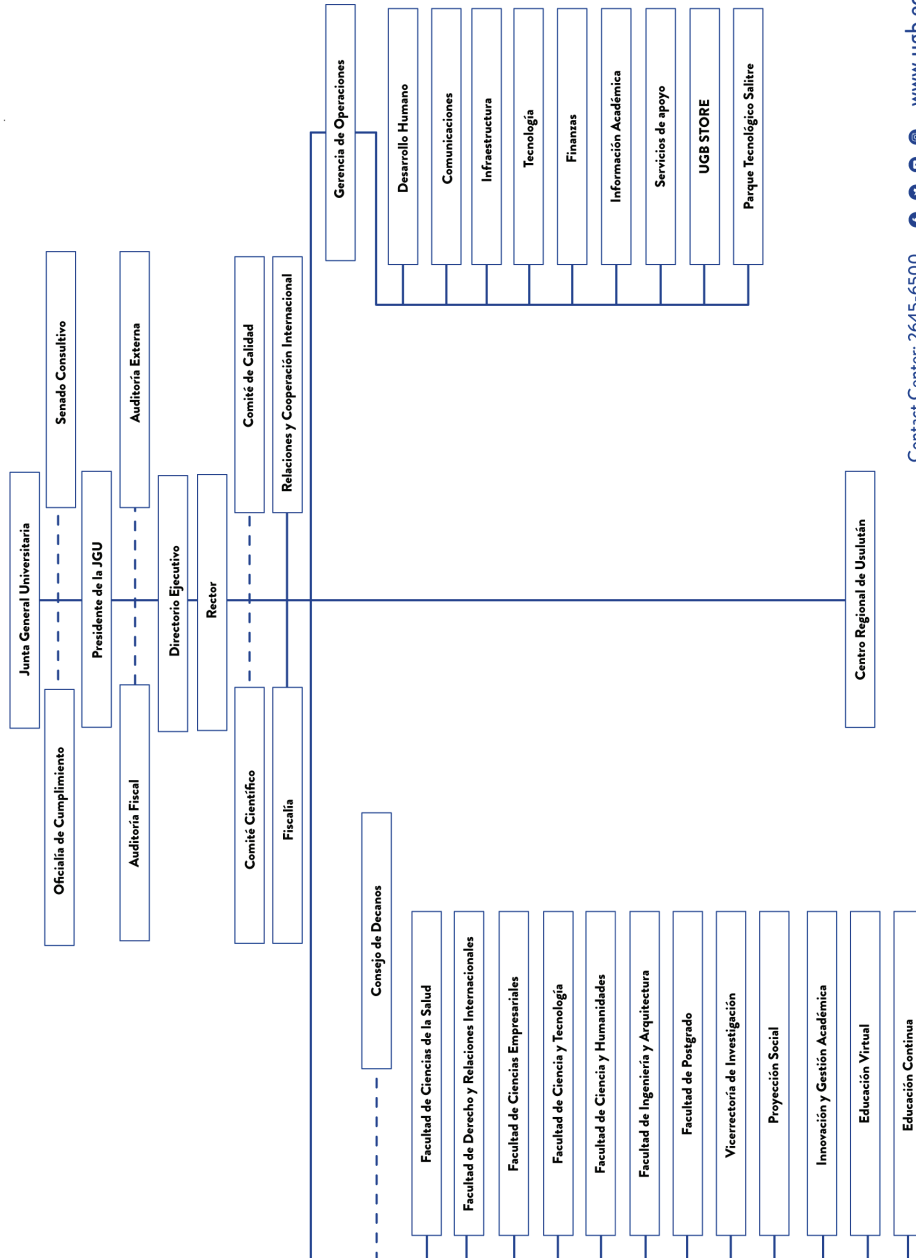 Junta General Universitaria
Oficialía de Cumplimiento
Senado Consultivo
Presidente de la JGU
Auditoría Fiscal
Auditoría Externa
Directorio Ejecutivo
Rector
Comité Científico
Comité de Calidad
Fiscalía
Relaciones y Cooperación Internacional
Gerencia de Operaciones
Desarrollo Humano
Comunicaciones
Infraestructura
Tecnología
Finanzas
Información Académica
Servicios de apoyo
UGB STORE
Parque Tecnológico Salitre
Consejo de Decanos
Facultad de Ciencias de la Salud
Facultad de Derecho y Relaciones Internacionales
Facultad de Ciencias Empresariales
Facultad de Ciencia y Tecnología
Facultad de Ciencia y Humanidades
Facultad de Ingeniería y Arquitectura
Facultad de Postgrado
Vicerrectoría de Investigación
Proyección Social
Innovación y Gestión Académica
Educación Virtual
Educación Continua
Centro Regional de Usulután
Contact Center: 2645-6500